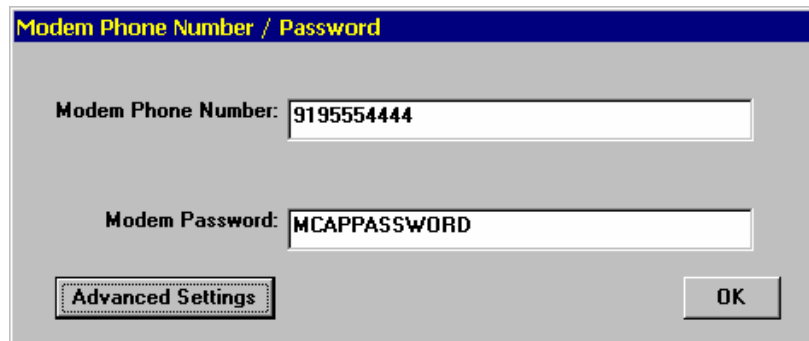 Modem Phone Number / Password
Modem Phone Number: 9195554444
Modem Password: MCAPPASSWORD
Advanced Settings OK